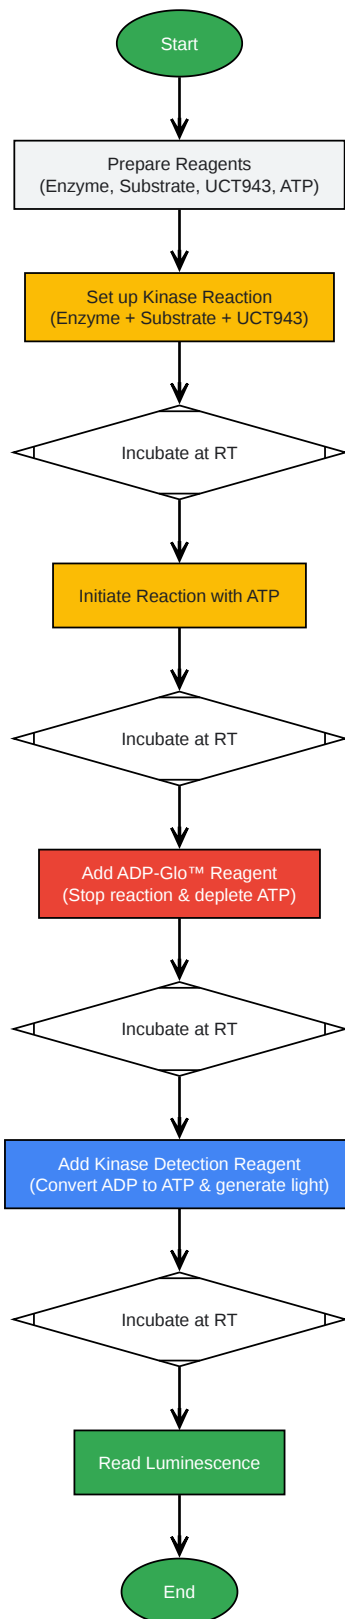 Start
Prepare Reagents
(Enzyme, Substrate, UCT943, ATP)
Set up Kinase Reaction
(Enzyme + Substrate + UCT943)
Incubate at RT
Initiate Reaction with ATP
Incubate at RT
Add ADP-Glo™ Reagent
(Stop reaction & deplete ATP)
Incubate at RT
Add Kinase Detection Reagent
(Convert ADP to ATP & generate light)
Incubate at RT
Read Luminescence
End